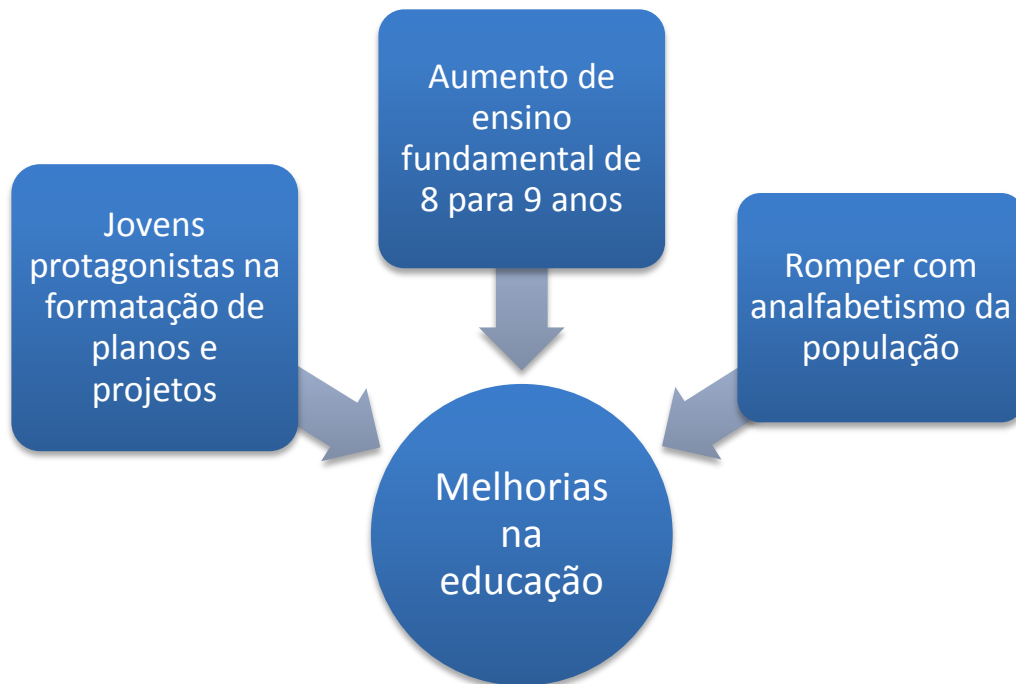 Jovens
protagonistas na
formatação de
planos e
projetos
Aumento de
ensino
fundamental de
8 para 9 anos
Romper com
analfabetismo da
população
Melhorias
na
educação